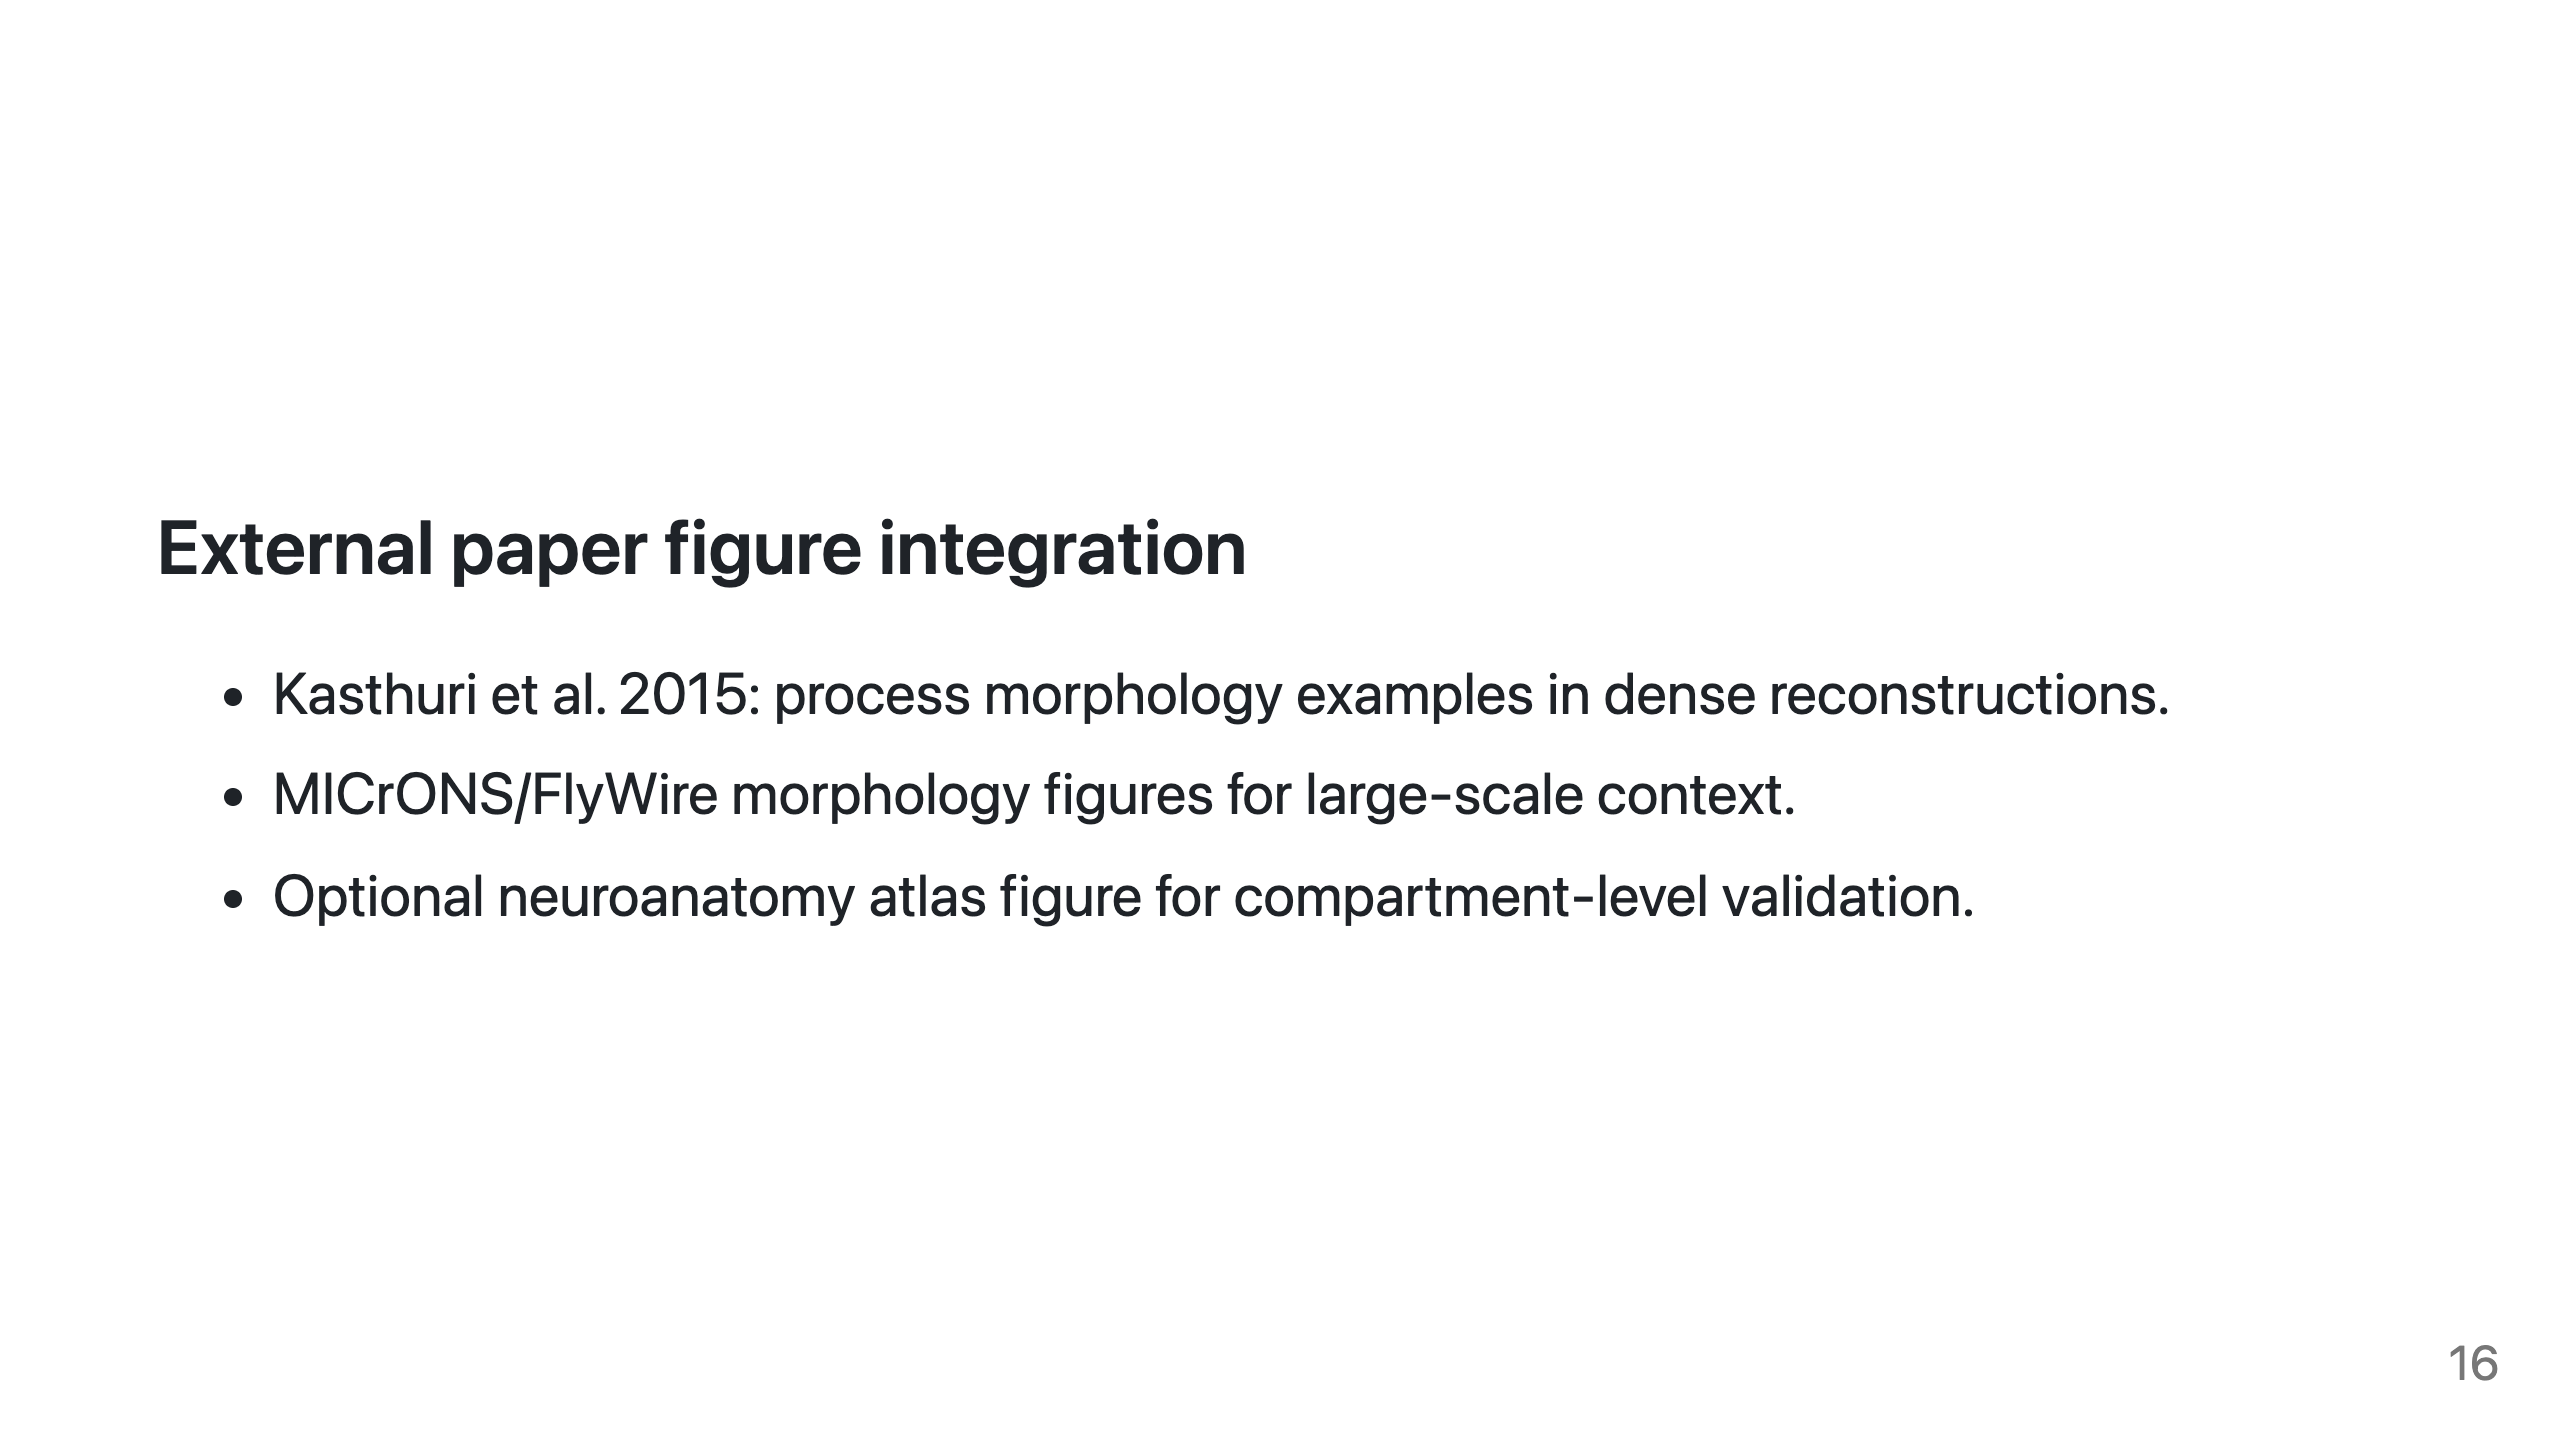 External paper figure integration
• Kasthuri et al. 2015: process morphology examples in dense reconstructions.
• MICrONS/FlyWire morphology figures for large-scale context.
• Optional neuroanatomy atlas figure for compartment-level validation.
16